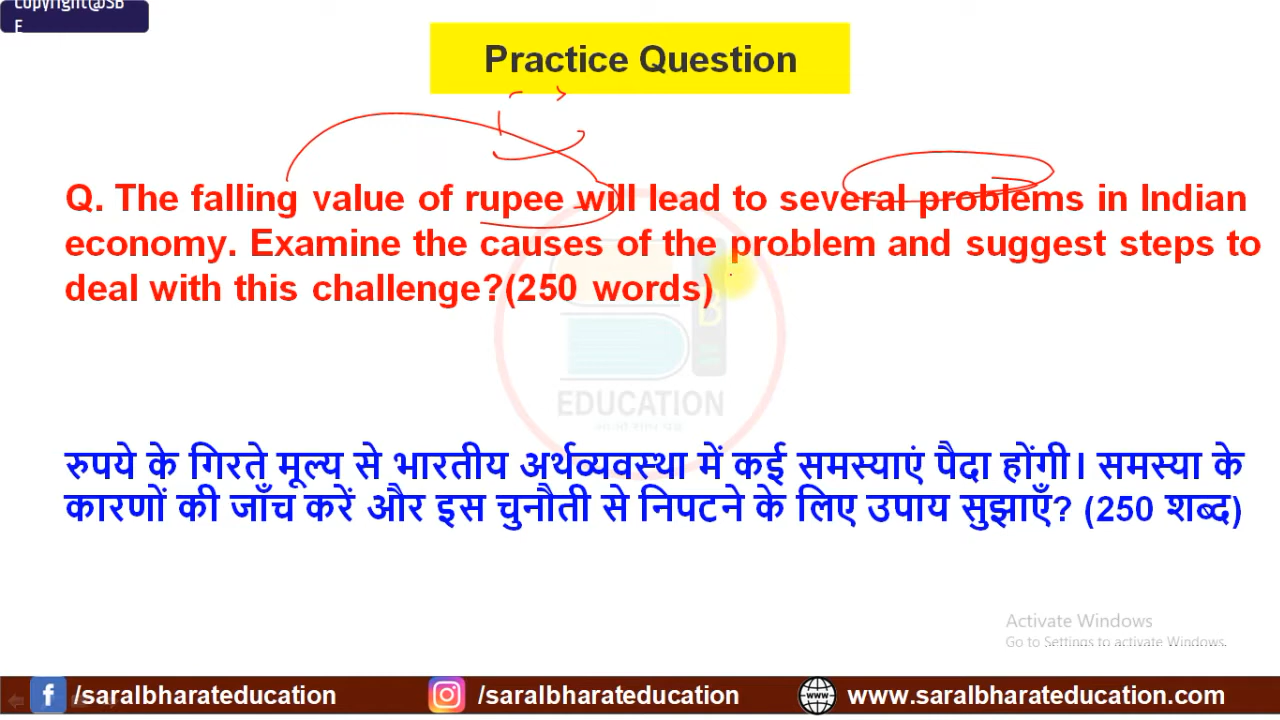 Copyright@SB
E
Practice Question
Q. The falling value of rupee will lead to several problems in Indian
economy. Examine the causes of the problem and suggest steps to
deal with this challenge?(250 words)
EDUCATION
रुपये के गिरते मूल्य से भारतीय अर्थव्यवस्था में कई समस्याएं पैदा होंगी। समस्या के
कारणों की जाँच करें और इस चुनौती से निपटने के लिए उपाय सुझाएँ? (250 शब्द)
Activate Windows
Go to Settings to activate Windows.
/saralbharateducation /saralbharateducation www.saralbharateducation.com